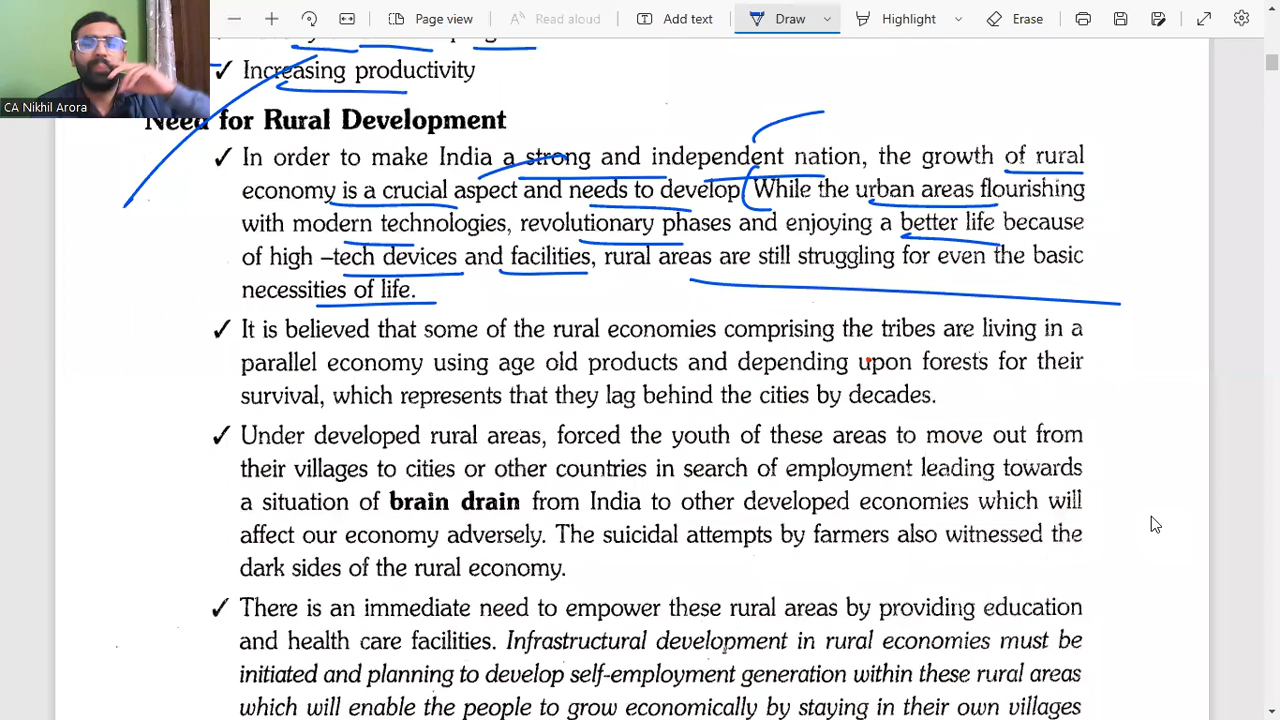 Page view
Read aloud
Add text
Draw
Highlight
Erase
CA Nikhil Arora
✓ Increasing productivity
Need for Rural Development
✓ In order to make India a strong and independent nation, the growth of rural
economy is a crucial aspect and needs to develop. While the urban areas flourishing
with modern technologies, revolutionary phases and enjoying a better life because
of high –tech devices and facilities, rural areas are still struggling for even the basic
necessities of life.
✓ It is believed that some of the rural economies comprising the tribes are living in a
parallel economy using age old products and depending upon forests for their
survival, which represents that they lag behind the cities by decades.
✓ Under developed rural areas, forced the youth of these areas to move out from
their villages to cities or other countries in search of employment leading towards
a situation of brain drain from India to other developed economies which will
affect our economy adversely. The suicidal attempts by farmers also witnessed the
dark sides of the rural economy.
✓ There is an immediate need to empower these rural areas by providing education
and health care facilities. Infrastructural development in rural economies must be
initiated and planning to develop self-employment generation within these rural areas
which will enable the people to grow economically by staying in their own villages